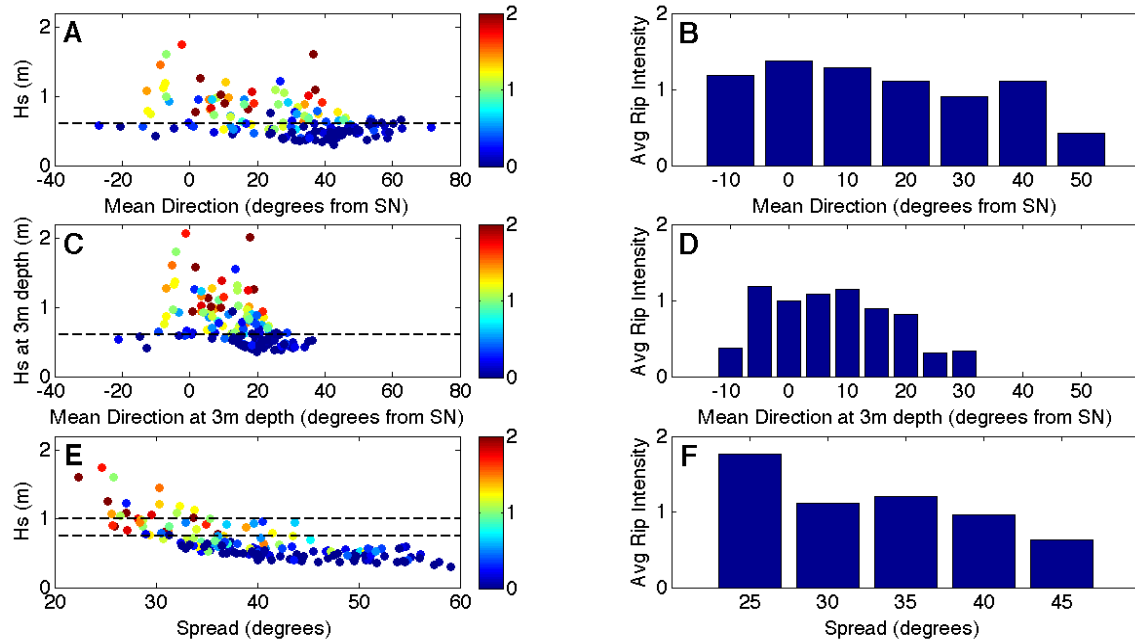 A
Hs (m)
2
1
0
-40 -20 0 20 40 60 80
Mean Direction (degrees from SN)
2
1
0
B
Avg Rip Intensity
2
1
0
-10 0 10 20 30 40 50
Mean Direction (degrees from SN)
C
Hs at 3m depth (m)
2
1
0
-40 -20 0 20 40 60 80
Mean Direction at 3m depth (degrees from SN)
2
1
0
D
Avg Rip Intensity
2
1
0
-10 0 10 20 30 40 50
Mean Direction at 3m depth (degrees from SN)
E
Hs (m)
2
1
0
20 30 40 50 60
Spread (degrees)
2
1
0
F
Avg Rip Intensity
2
1
0
25 30 35 40 45
Spread (degrees)